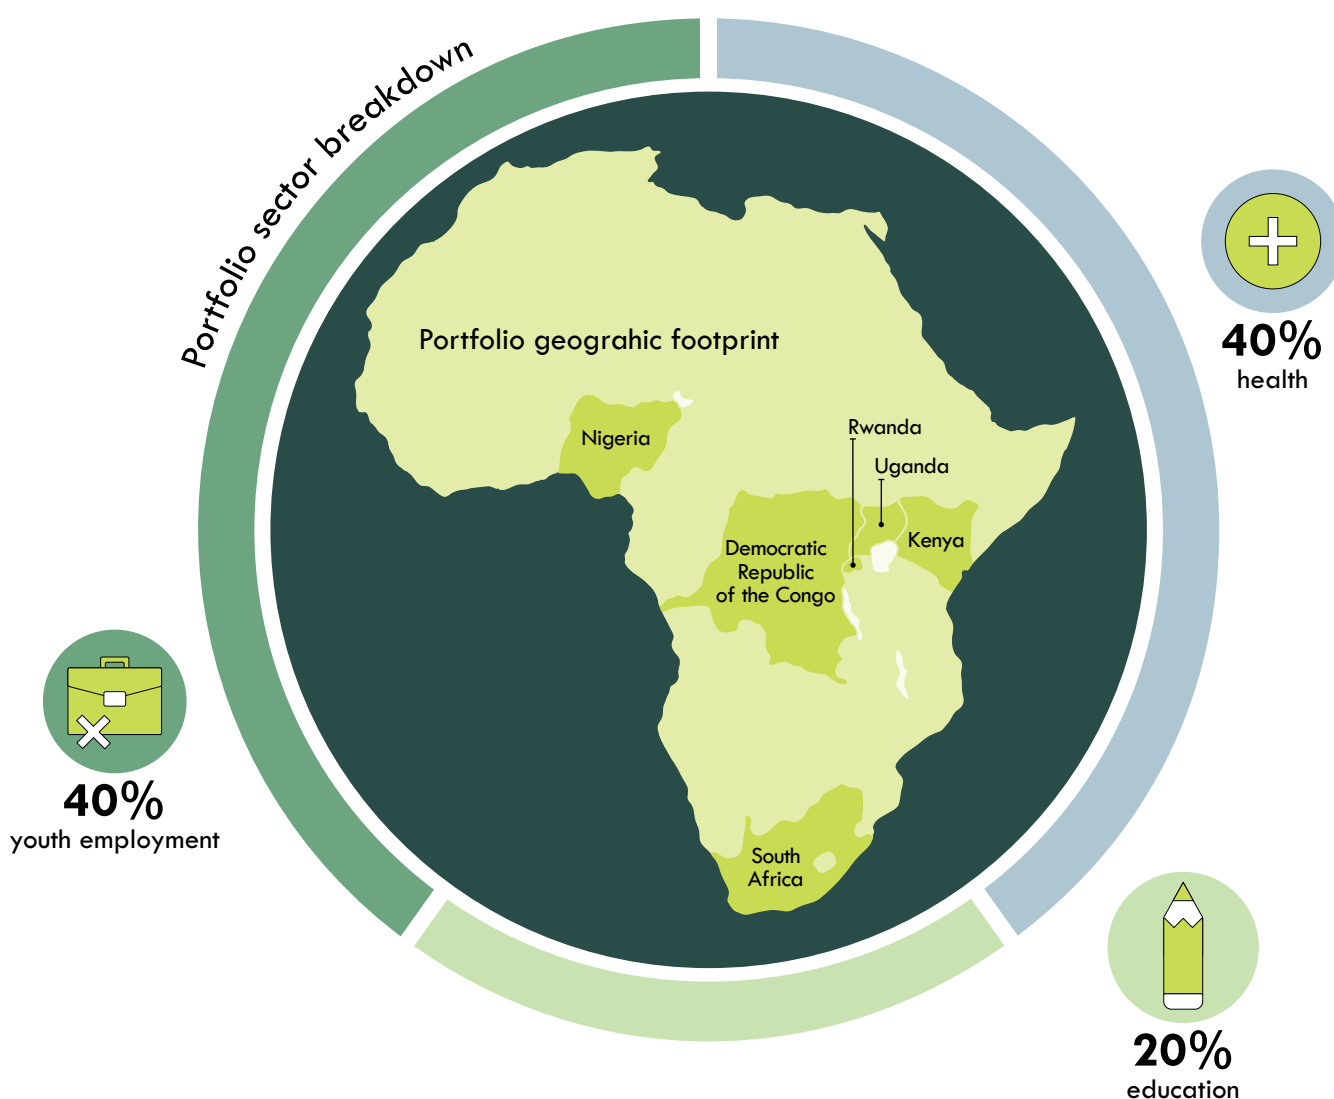 Portfolio sector breakdown
Portfolio geograhic footprint
Nigeria
Rwanda
Uganda
Kenya
Democratic
Republic
of the Congo
South
Africa
40%
health
40%
youth employment
20%
education